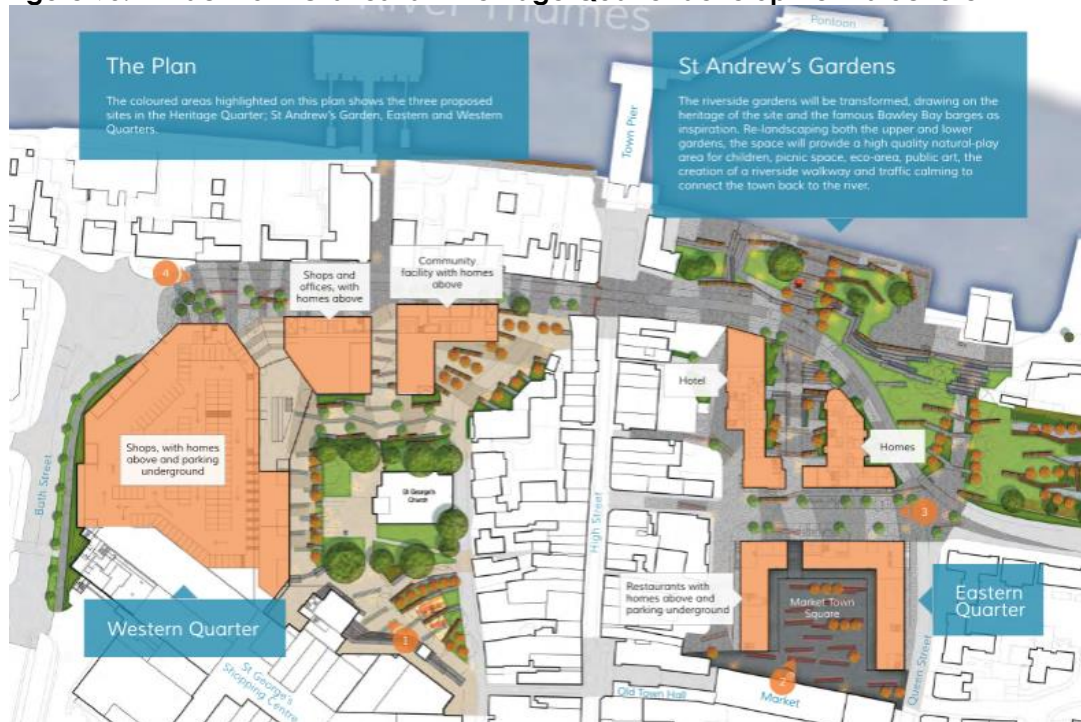 River Thames
Pontoon
The Plan
The coloured areas highlighted on this plan shows the three proposed
sites in the Heritage Quarter; St Andrew's Garden, Eastern and Western
Quarters.
St Andrew's Gardens
The riverside gardens will be transformed, drawing on the
heritage of the site and the famous Bawley Bay barges as
inspiration. Re-landscaping both the upper and lower
gardens, the space will provide a high quality natural-play
area for children, picnic space, eco-area, public art, the
creation of a riverside walkway and traffic calming to
connect the town back to the river.
Town Pier
4
Shops and
offices, with
homes above
Community
facility with homes
above
Hotel
Homes
Shops, with homes
above and parking
underground
Bath Street
St George's
Church
High Street
3
Restaurants with
homes above and
parking underground
Market Town
Square
Eastern
Quarter
Western Quarter
1
St George's
Shopping Centre
2
Old Town Hall
Market
Queen Street